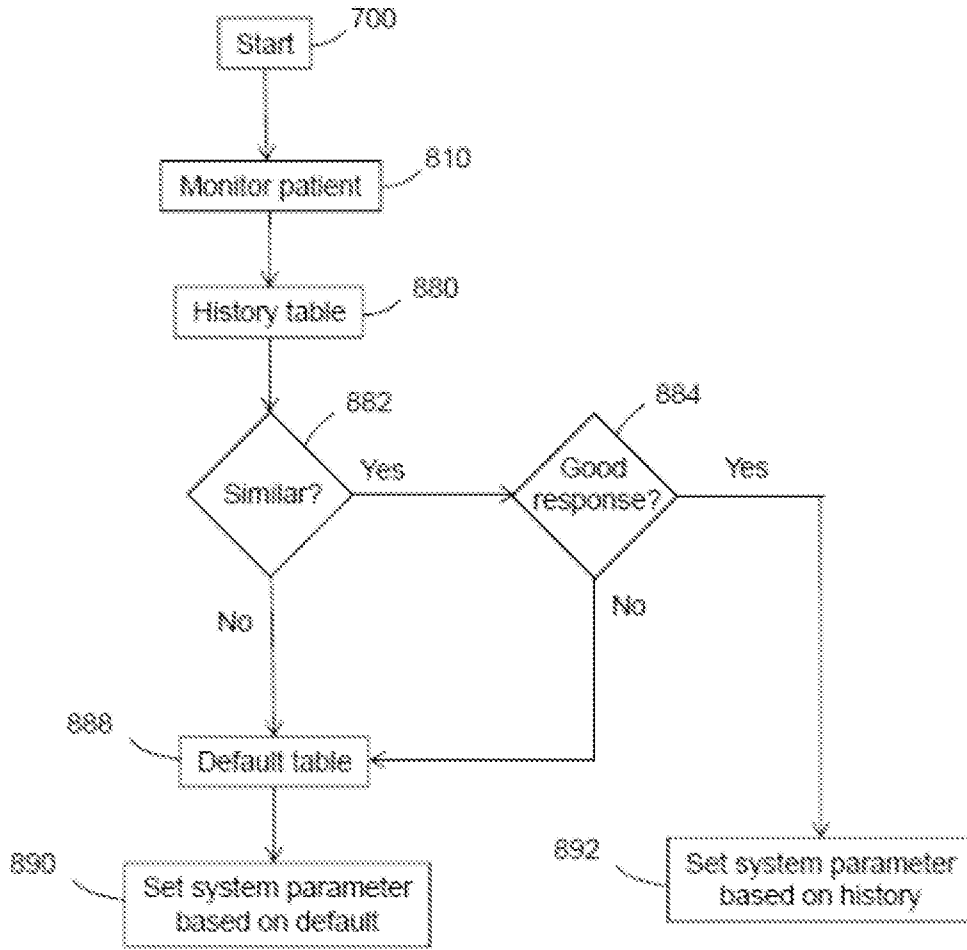 Start
700
Monitor patient
810
History table
880
Similar?
882
Yes
Good
response?
884
Yes
No
No
Default table
888
Set system parameter
based on default
890
Set system parameter
based on history
892